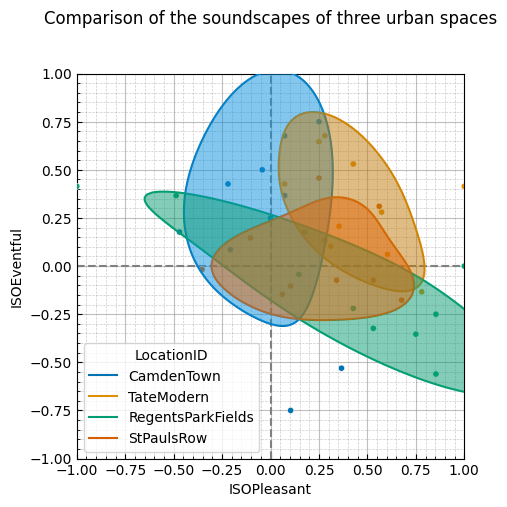 Comparison of the soundscapes of three urban spaces
1.00
0.75
0.50
0.25
0.00
−0.25
−0.50
−0.75
−1.00
ISOEventful
LocationID
CamdenTown
TateModern
RegentsParkFields
StPaulsRow
−1.00 −0.75 −0.50 −0.25 0.00 0.25 0.50 0.75 1.00
ISOPleasant